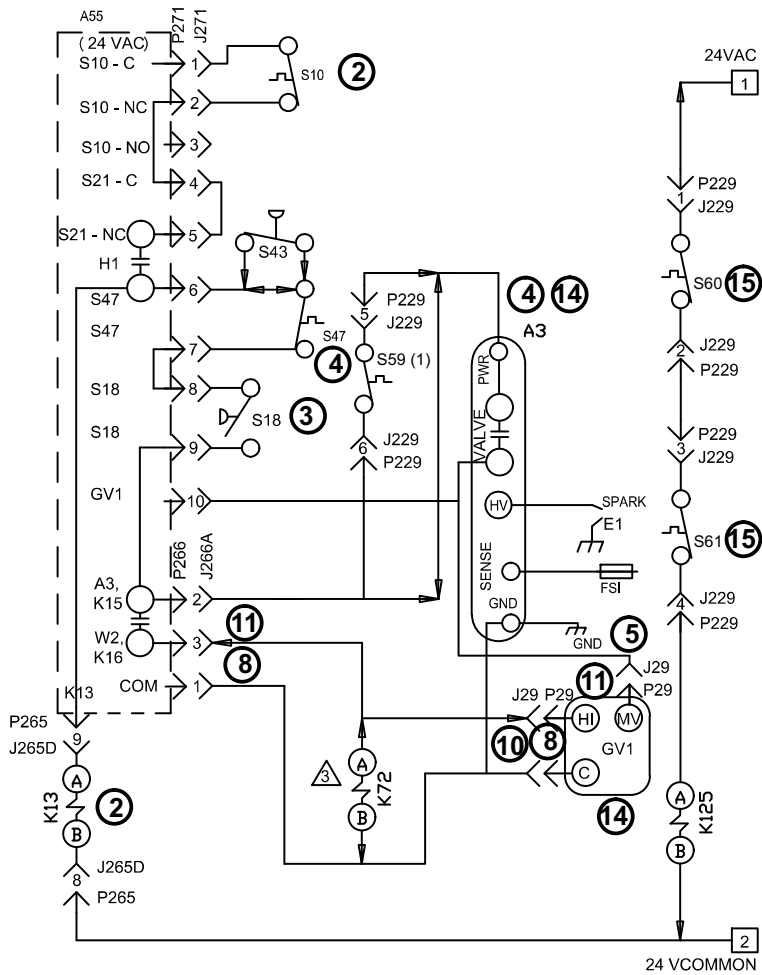 A55
P271
J271
( 24 VAC)
S10 - C
1
S10
2
S10 - NC
2
S10 - NO
3
S21 - C
4
S21 - NC
5
H1
S43
S47
6
S47
7
S47
4
S18
8
S18
3
S18
9
GV1
10
P266
J266A
A3,
K15
2
W2,
K16
3
11
8
COM
1
K13
P265
9
J265D
A
K13
B
2
J265D
8
P265
P229
5
J229
S59 (1)
J229
6
P229
4
14
A3
PWR
VALVE
HV
SPARK
E1
SENSE
FSI
GND
GND
5
J29
P29
11
J29
P29
HI
MV
10
8
GV1
C
14
3
A
K72
B
24VAC
1
P229
1
J229
S60
15
J229
2
P229
P229
3
J229
S61
15
J229
4
P229
A
K125
B
2
24 VCOMMON